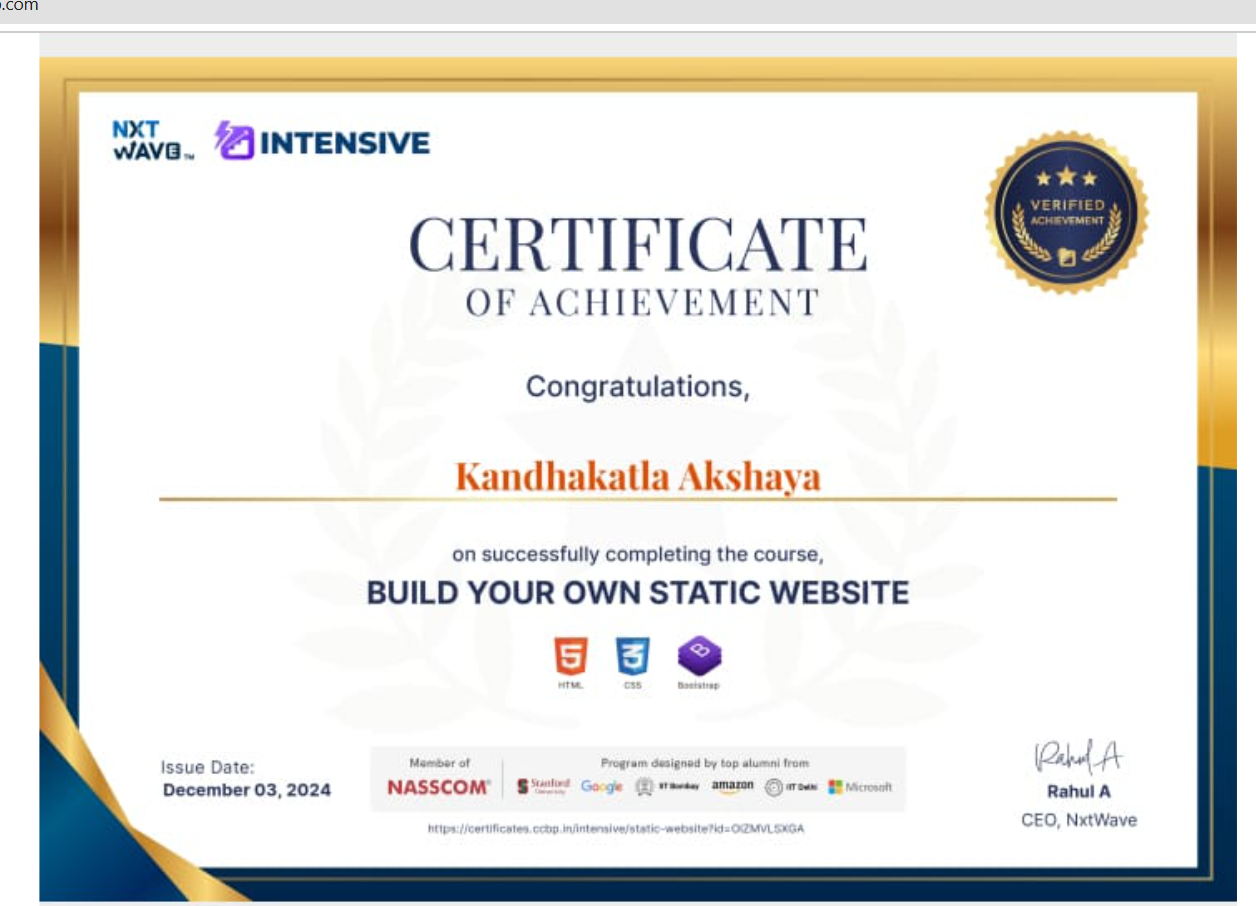 .com
NXT
WAVE™
INTENSIVE
VERIFIED
ACHIEVEMENT
CERTIFICATE
OF ACHIEVEMENT
Congratulations,
Kandhakatla Akshaya
on successfully completing the course,
BUILD YOUR OWN STATIC WEBSITE
5 3 B
HTML CSS Bootstrap
Issue Date:
December 03, 2024
Member of
NASSCOM®
Program designed by top alumni from
Stanford University Google IIT Bombay amazon IIT Delhi Microsoft
https://certificates.ccbp.in/intensive/static-website?id=OIZMVLSXGA
Rahul A
Rahul A
CEO, NxtWave